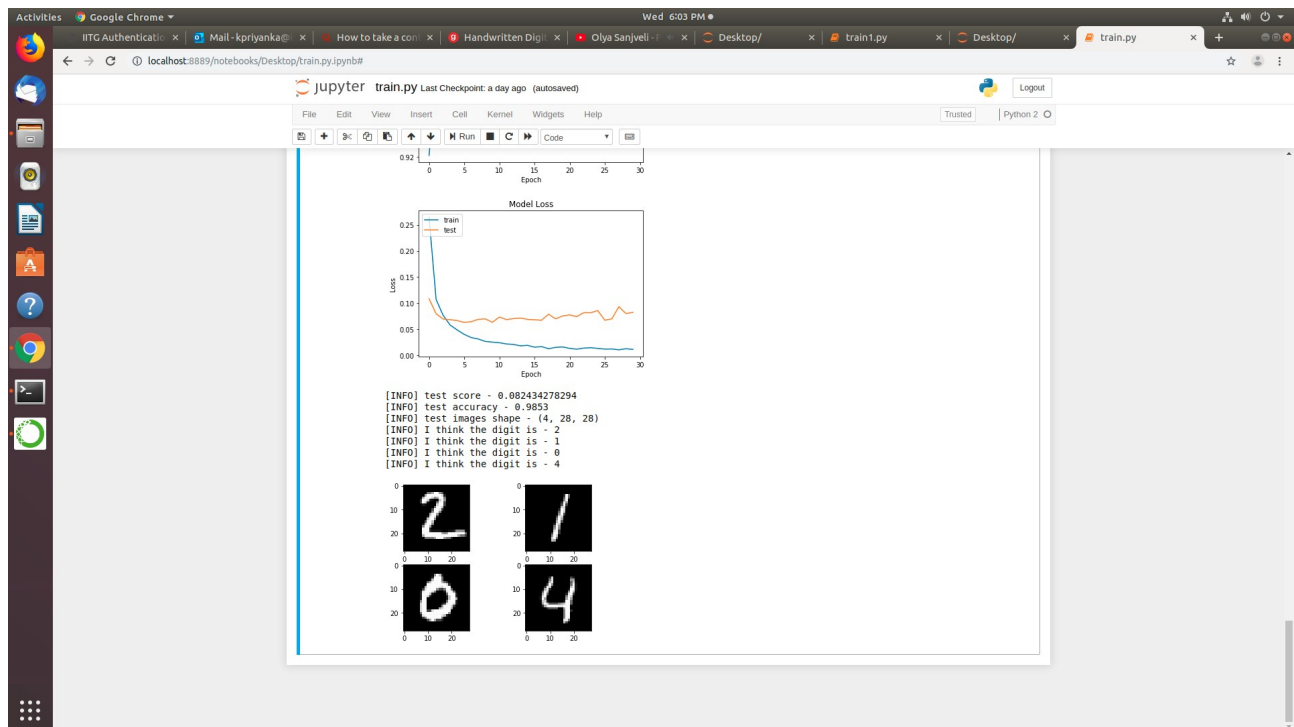 Activities Google Chrome Wed 6:03 PM
IITG Authenticatio Mail - kpriyanka@ How to take a con Handwritten Digi Olya Sanjveli - Desktop/ train1.py Desktop/ train.py
localhost:8889/notebooks/Desktop/train.py.ipynb#
jupyter train.py Last Checkpoint: a day ago (autosaved) Logout
File Edit View Insert Cell Kernel Widgets Help Trusted Python 2
Run Code
0.92
0 5 10 15 20 25 30
Epoch
Model Loss
train
test
0.25
0.20
0.15
0.10
0.05
0.00
Loss
0 5 10 15 20 25 30
Epoch
[INFO] test score - 0.082434278294
[INFO] test accuracy - 0.9853
[INFO] test images shape - (4, 28, 28)
[INFO] I think the digit is - 2
[INFO] I think the digit is - 1
[INFO] I think the digit is - 0
[INFO] I think the digit is - 4
0 0
2 1
10 10
20 20
0 10 20 0 10 20
0 0
0 4
10 10
20 20
0 10 20 0 10 20